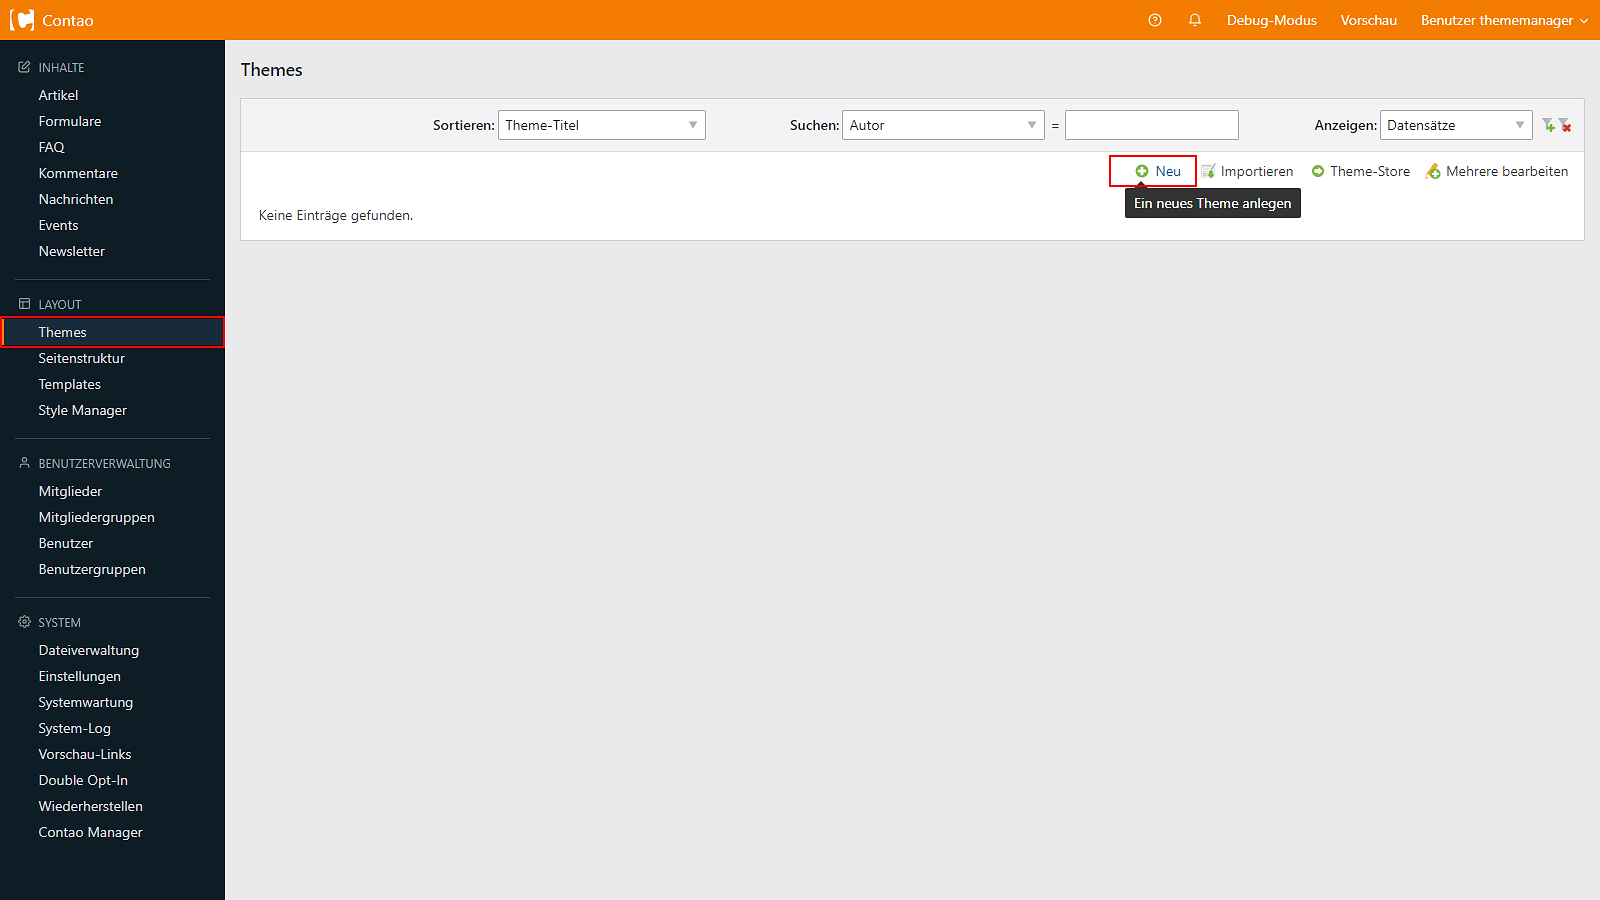 Contao
Debug-Modus
Vorschau
Benutzer thememanager
INHALTE
Artikel
Formulare
FAQ
Kommentare
Nachrichten
Events
Newsletter
LAYOUT
Themes
Seitenstruktur
Templates
Style Manager
BENUTZERVERWALTUNG
Mitglieder
Mitgliedergruppen
Benutzer
Benutzergruppen
SYSTEM
Dateiverwaltung
Einstellungen
Systemwartung
System-Log
Vorschau-Links
Double Opt-In
Wiederherstellen
Contao Manager
Themes
Sortieren: Theme-Titel
Suchen: Autor =
Anzeigen: Datensätze
Neu
Importieren
Theme-Store
Mehrere bearbeiten
Ein neues Theme anlegen
Keine Einträge gefunden.